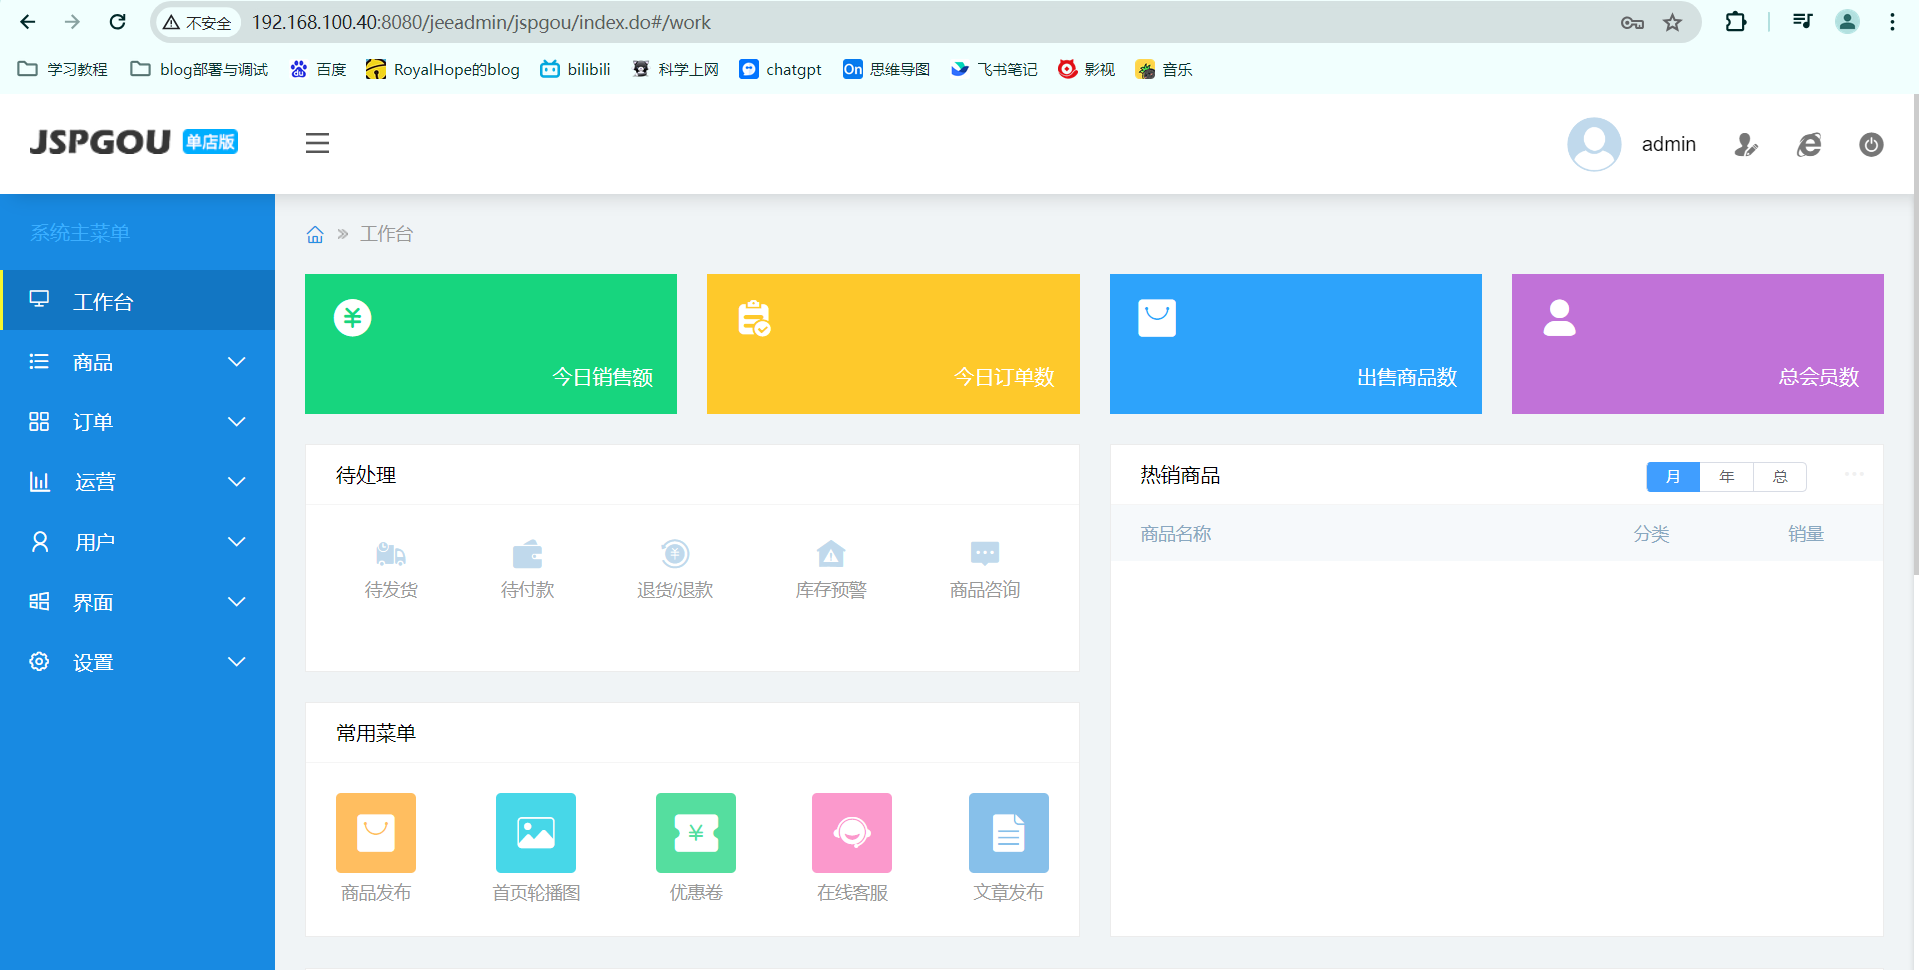 不安全 192.168.100.40:8080/jeeadmin/jspgou/index.do#/work
学习教程 blog部署与调试 百度 RoyalHope的blog bilibili 科学上网 chatgpt On 思维导图 飞书笔记 影视 音乐
JSPGOU 单店版 admin
系统主菜单
工作台
商品
订单
运营
用户
界面
设置
工作台
今日销售额
今日订单数
出售商品数
总会员数
待处理
待发货 待付款 退货/退款 库存预警 商品咨询
热销商品 月 年 总
商品名称 分类 销量
常用菜单
商品发布 首页轮播图 优惠卷 在线客服 文章发布